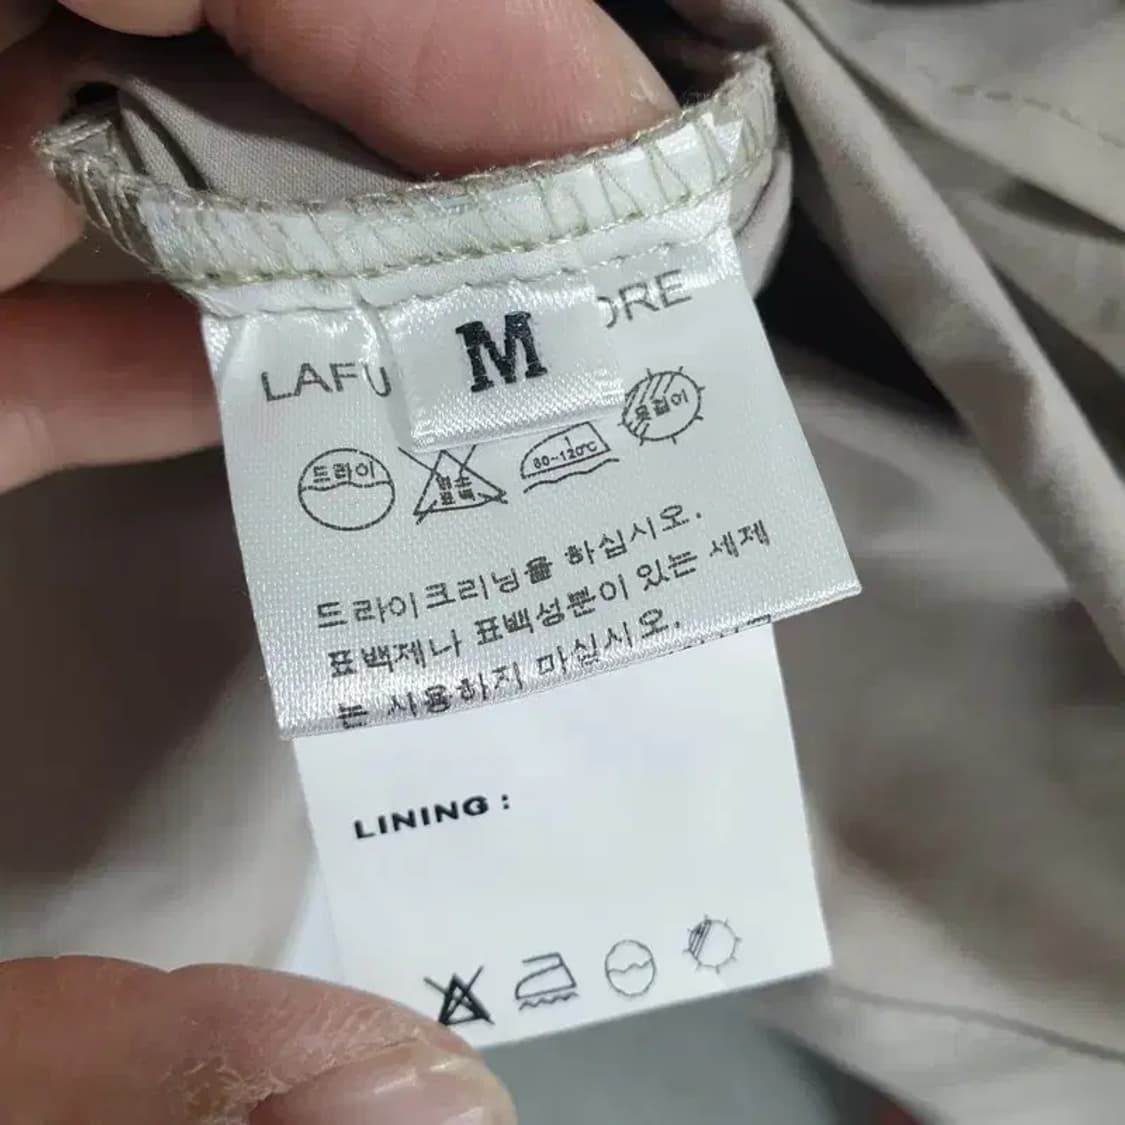 M
LAFU
ORE
드라이
염소
표백
80~120℃
옷걸이
드라이크리닝을 하십시오.
표백제나 표백성분이 있는 세제
는 사용하지 마십시오.
LINING :